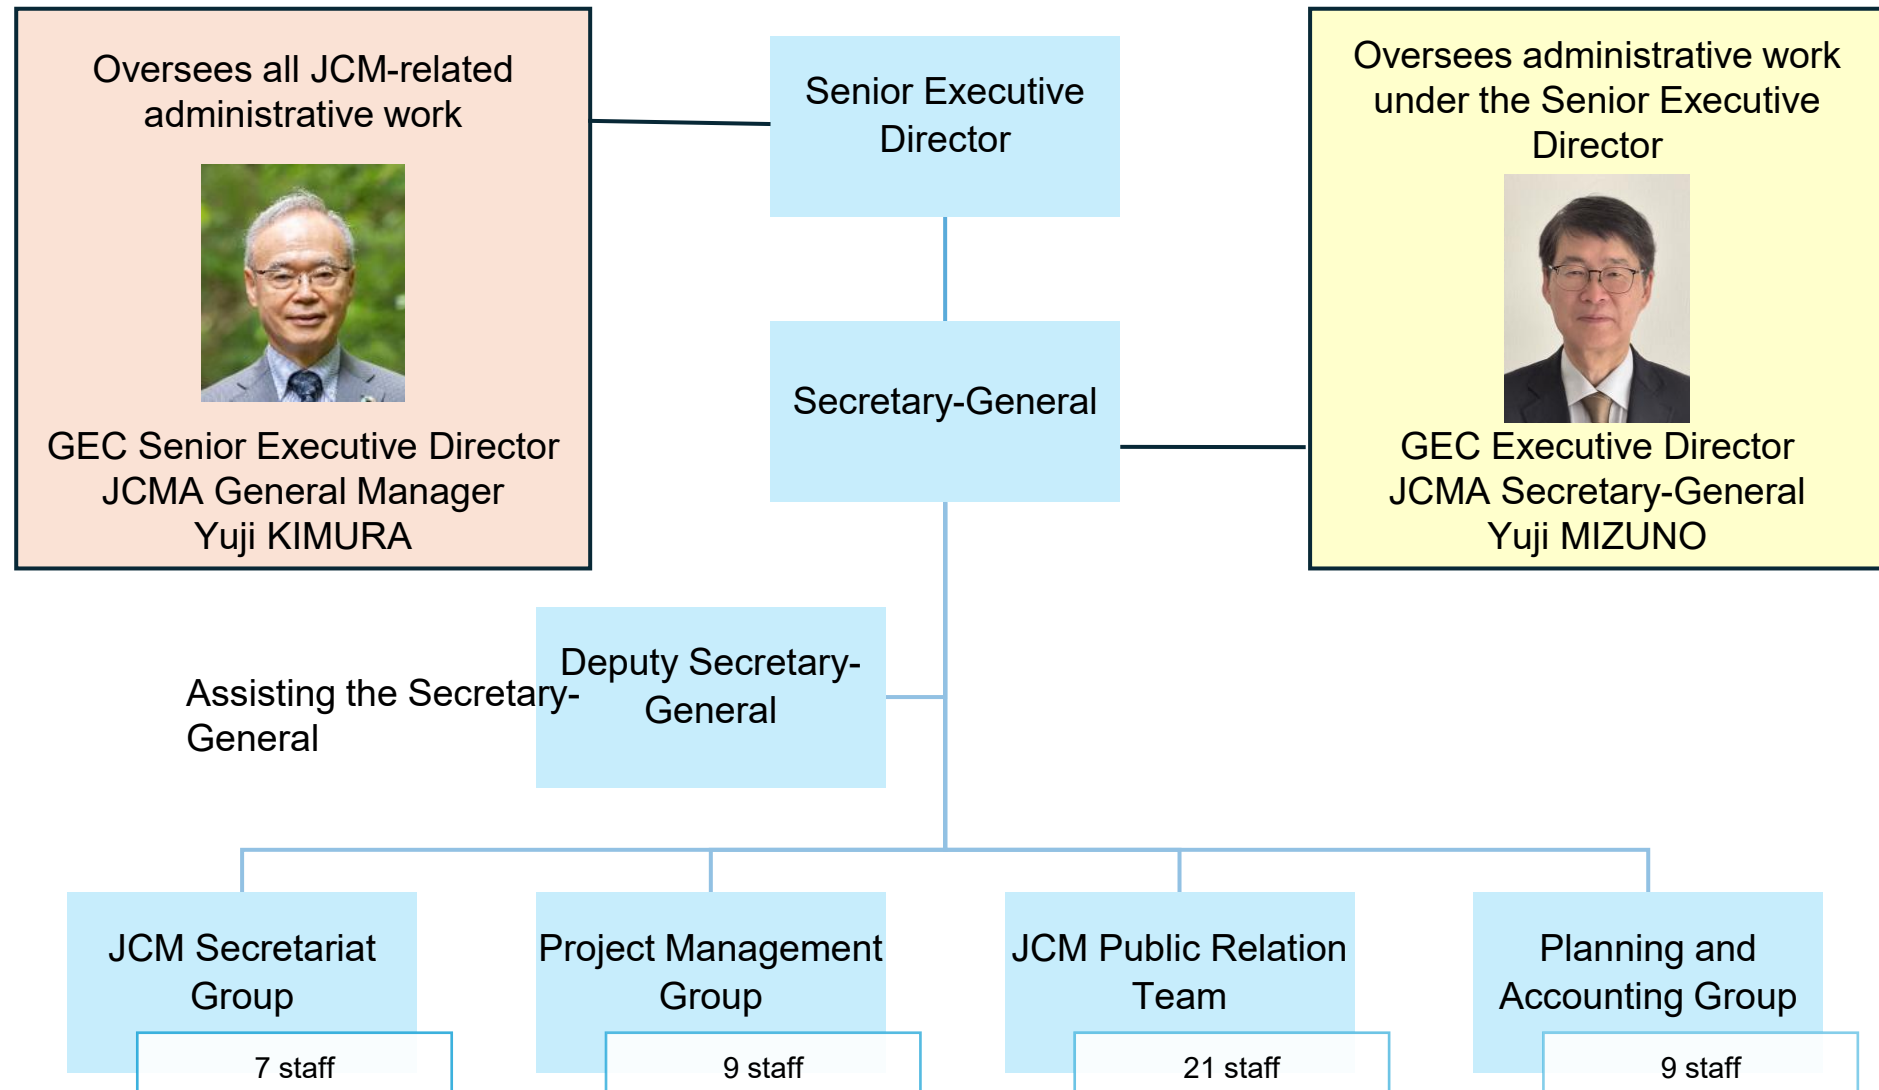 Oversees all JCM-related
administrative work
GEC Senior Executive Director
JCMA General Manager
Yuji KIMURA
Senior Executive
Director
Oversees administrative work
under the Senior Executive
Director
GEC Executive Director
JCMA Secretary-General
Yuji MIZUNO
Secretary-General
Assisting the Secretary-
General
Deputy Secretary-
General
JCM Secretariat
Group
7 staff
Project Management
Group
9 staff
JCM Public Relation
Team
21 staff
Planning and
Accounting Group
9 staff